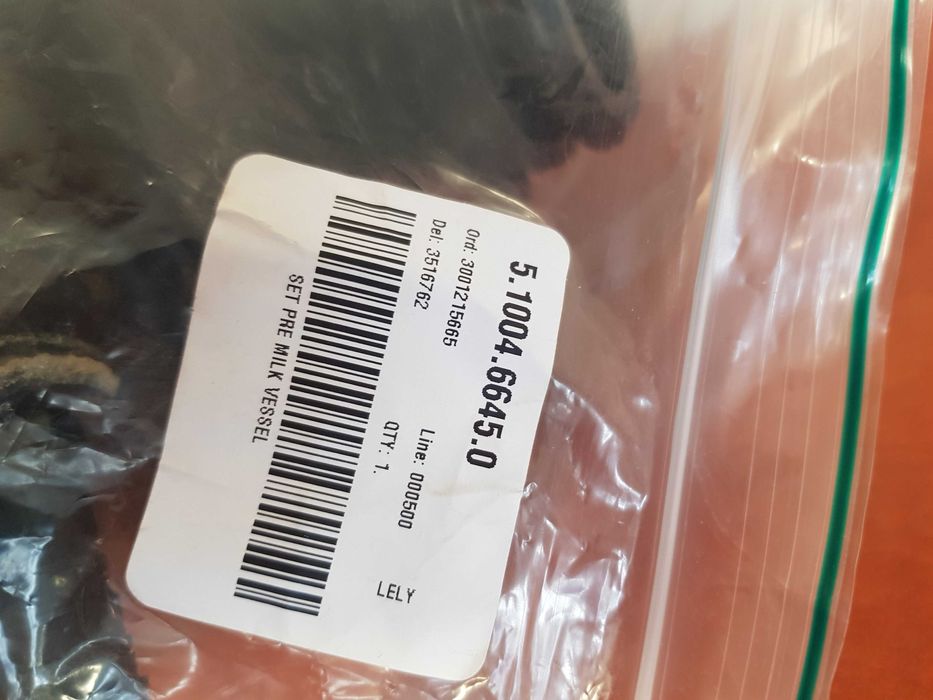 5.1004.6645.0
Ord: 3001215665 Line: 000500
Del: 3516762 QTY: 1. LELY
SET PRE MILK VESSEL